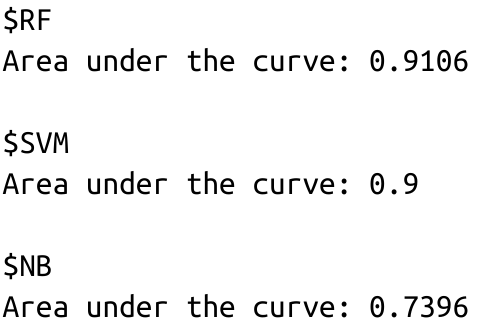 $RF
Area under the curve: 0.9106
$SVM
Area under the curve: 0.9
$NB
Area under the curve: 0.7396